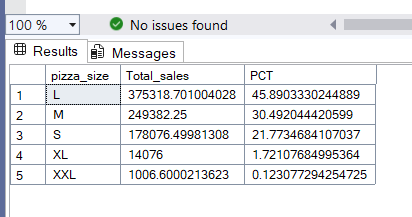 100 %
No issues found
Results Messages
pizza_size Total_sales PCT
1 L 375318.701004028 45.8903330244889
2 M 249382.25 30.492044420599
3 S 178076.49981308 21.7734684107037
4 XL 14076 1.72107684995364
5 XXL 1006.6000213623 0.123077294254725